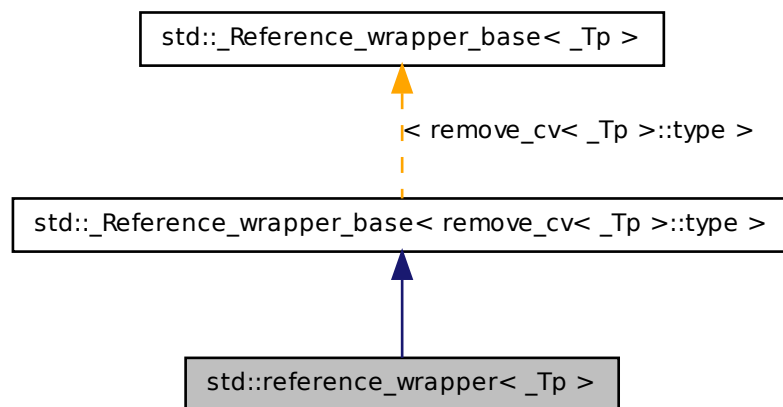 std::_Reference_wrapper_base< _Tp >
< remove_cv< _Tp >::type >
std::_Reference_wrapper_base< remove_cv< _Tp >::type >
std::reference_wrapper< _Tp >